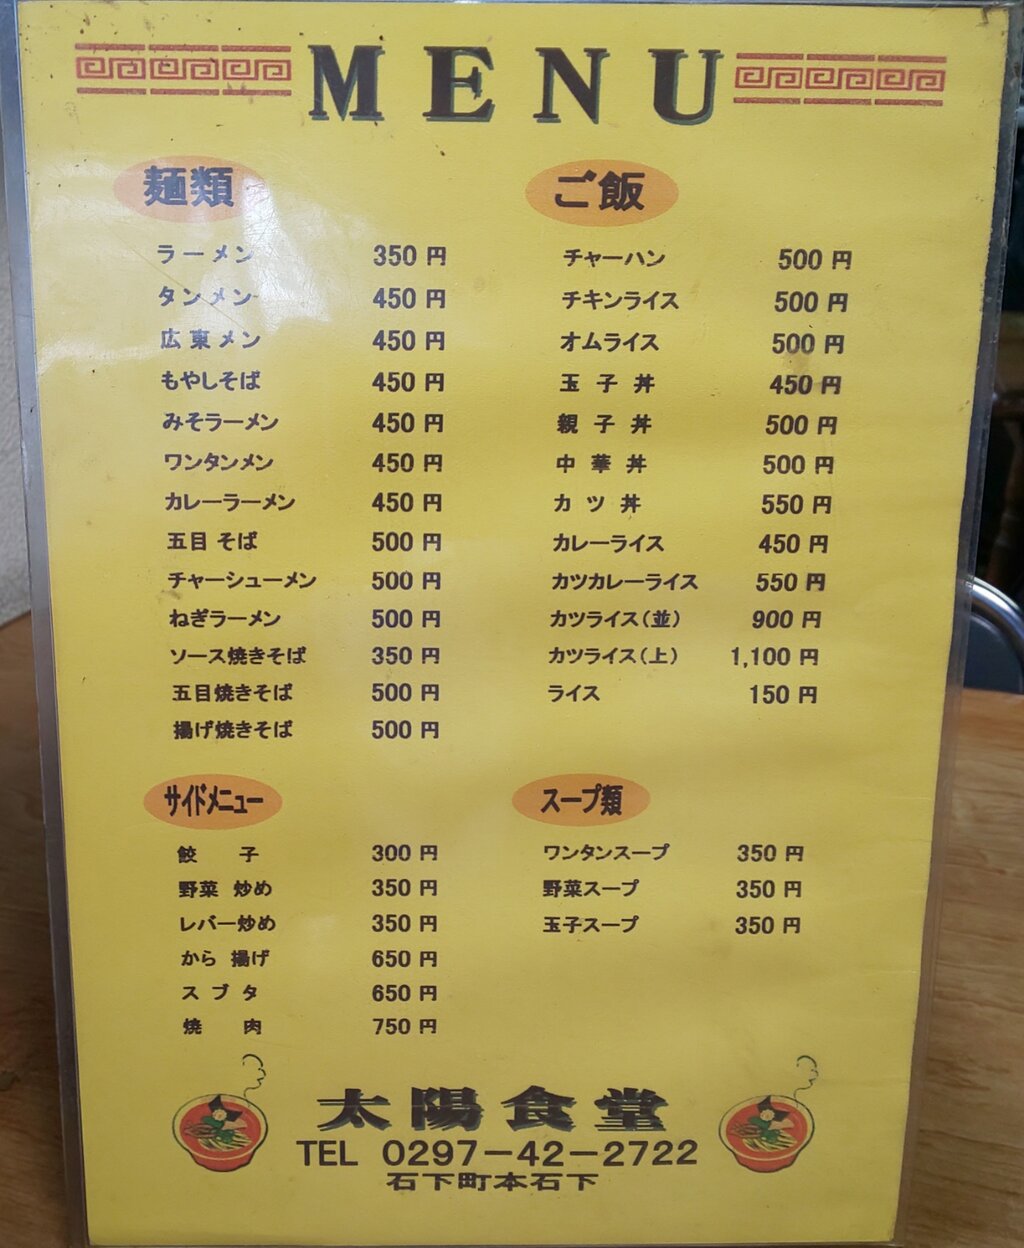 MENU
麺類
ラーメン 350円
タンメン 450円
広東メン 450円
もやしそば 450円
みそラーメン 450円
ワンタンメン 450円
カレーラーメン 450円
五目そば 500円
チャーシューメン 500円
ねぎラーメン 500円
ソース焼きそば 350円
五目焼きそば 500円
揚げ焼きそば 500円
ご飯
チャーハン 500円
チキンライス 500円
オムライス 500円
玉子丼 450円
親子丼 500円
中華丼 500円
カツ丼 550円
カレーライス 450円
カツカレーライス 550円
カツライス(並) 900円
カツライス(上) 1,100円
ライス 150円
サイドメニュー
餃子 300円
野菜炒め 350円
レバー炒め 350円
から揚げ 650円
スブタ 650円
焼肉 750円
スープ類
ワンタンスープ 350円
野菜スープ 350円
玉子スープ 350円
太陽食堂
TEL 0297-42-2722
石下町本石下